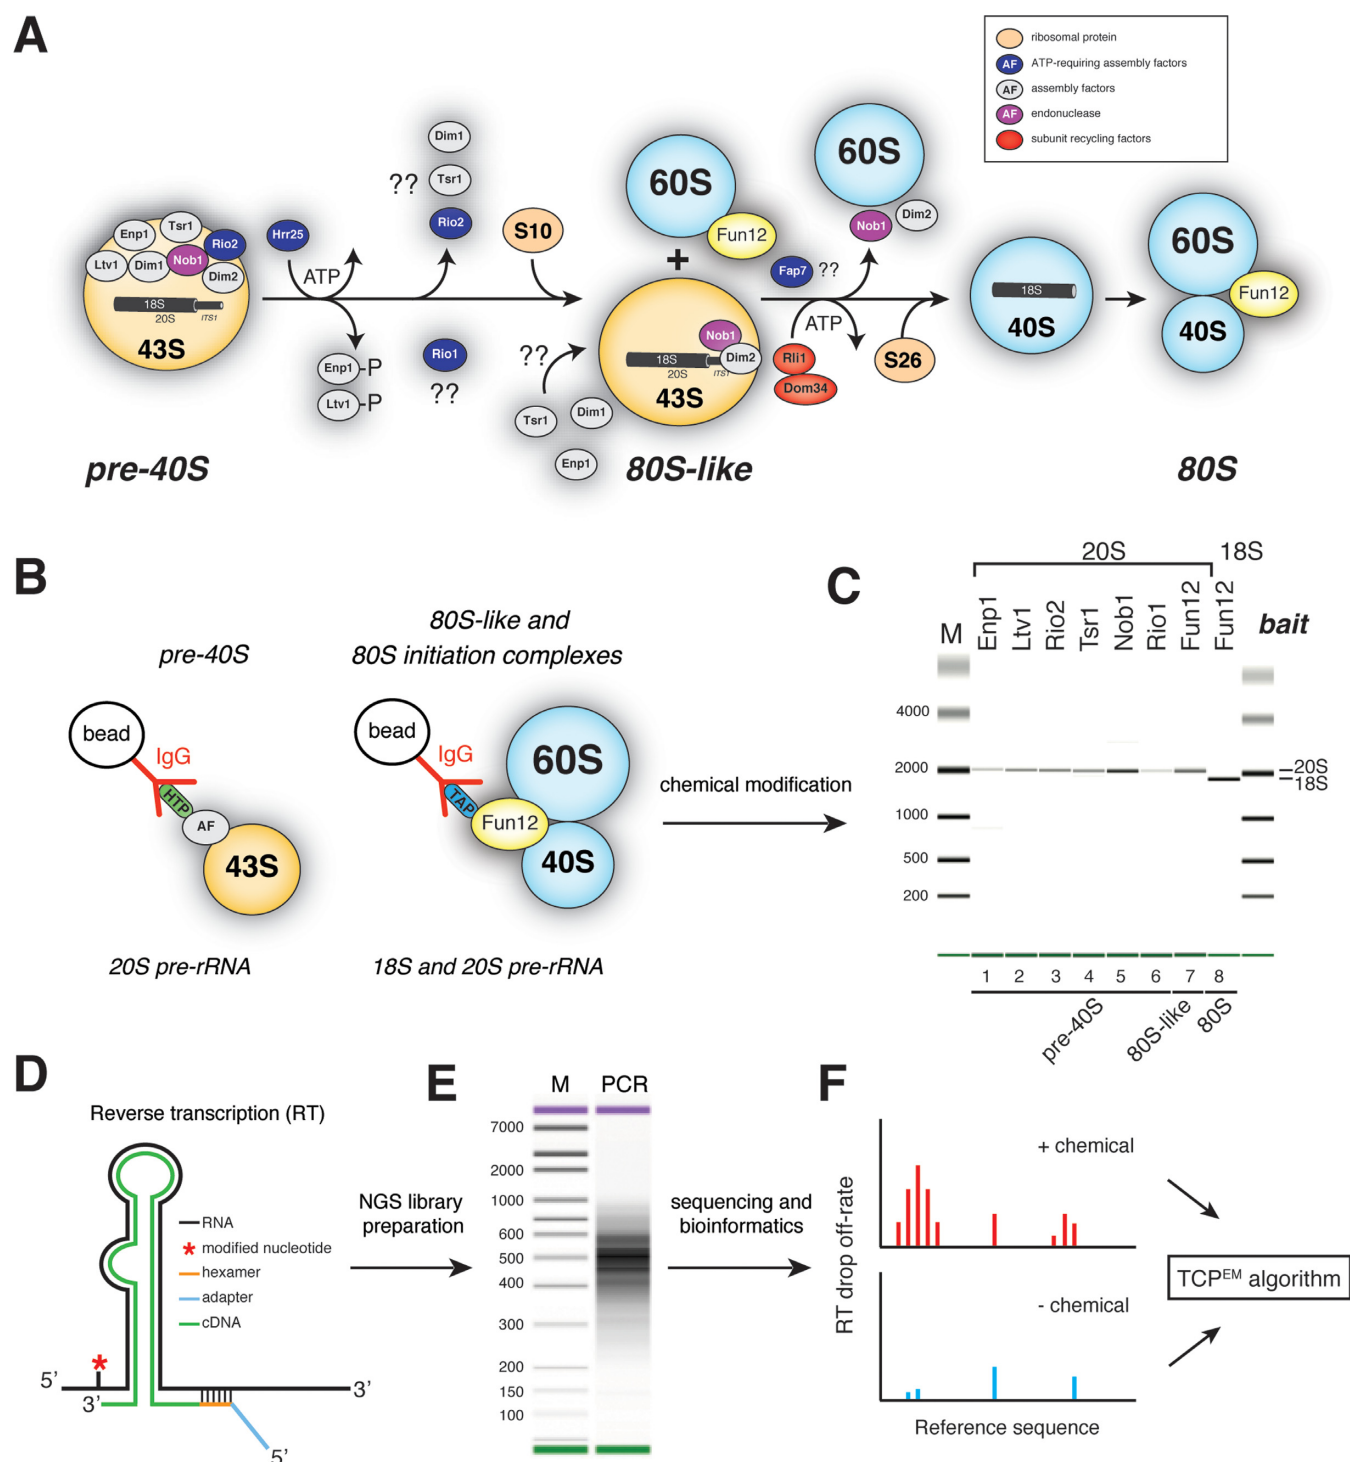 A
ribosomal protein
AF ATP-requiring assembly factors
AF assembly factors
AF endonuclease
subunit recycling factors
Enp1
Tsr1
Rio2
Ltv1
Dim1
Nob1
Dim2
18S
20S
ITS1
43S
Hrr25
ATP
Enp1 -P
Ltv1 -P
Dim1
??
Tsr1
Rio2
Rio1
??
S10
60S
Fun12
+
Nob1
Dim2
18S
20S
ITS1
43S
??
Tsr1
Dim1
Enp1
Fap7 ??
ATP
Rli1
Dom34
60S
Nob1
Dim2
S26
18S
40S
60S
Fun12
40S
pre-40S
80S-like
80S
B
pre-40S
bead
IgG
HTP
AF
43S
20S pre-rRNA
80S-like and
80S initiation complexes
bead
IgG
TAP
Fun12
60S
40S
18S and 20S pre-rRNA
chemical modification
C
20S 18S
M Enp1 Ltv1 Rio2 Tsr1 Nob1 Rio1 Fun12 Fun12 bait
4000
2000
1000
500
200
20S
18S
1 2 3 4 5 6 7 8
pre-40S
80S-like
80S
D
Reverse transcription (RT)
RNA
* modified nucleotide
hexamer
adapter
cDNA
*
5'
3'
3'
5'
NGS library
preparation
E
M PCR
7000
2000
1000
600
500
400
300
200
150
100
sequencing and
bioinformatics
F
RT drop off-rate
+ chemical
- chemical
Reference sequence
TCPEM algorithm